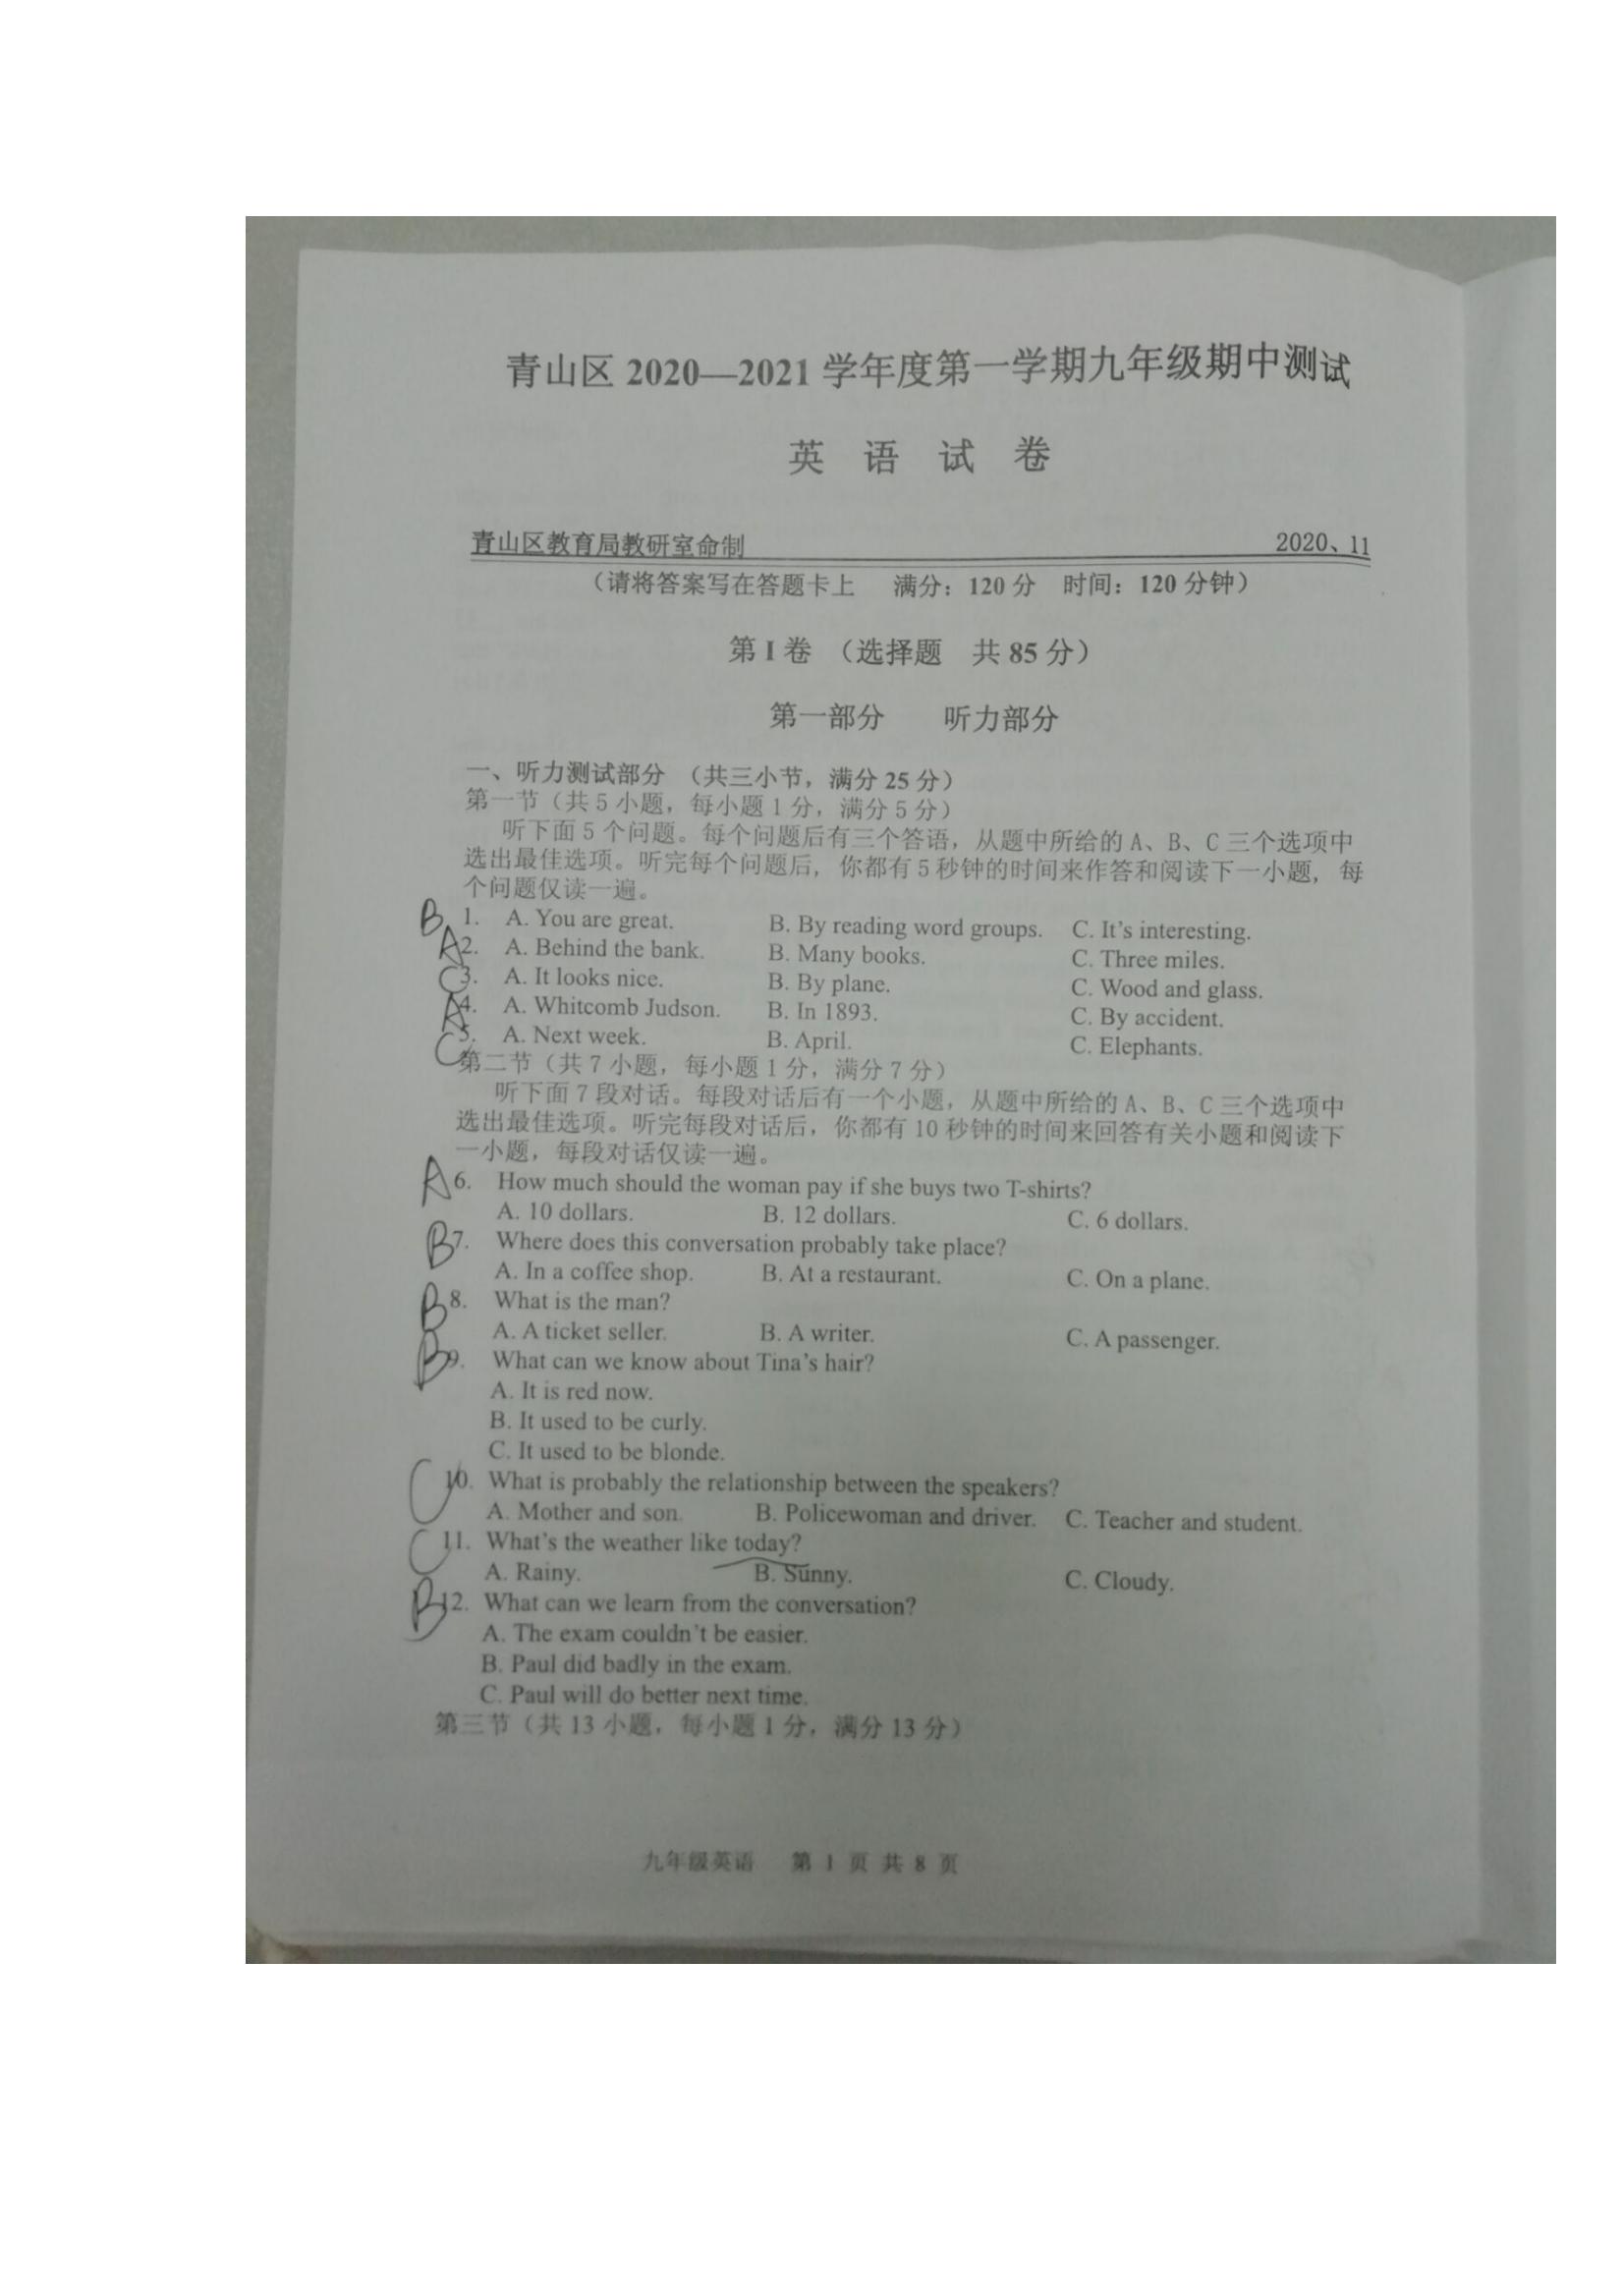 青山区 2020—2021 学年度第一学期九年级期中测试
英 语 试 卷
青山区教育局教研室命制 2020、11
（请将答案写在答题卡上 满分：120 分 时间：120 分钟）
第 I 卷 （选择题 共 85 分）
第一部分 听力部分
一、听力测试部分 （共三小节，满分 25 分）
第一节（共 5 小题，每小题 1 分，满分 5 分）
听下面 5 个问题。每个问题后有三个答语，从题中所给的 A、B、C 三个选项中
选出最佳选项。听完每个问题后，你都有 5 秒钟的时间来作答和阅读下一小题，每
个问题仅读一遍。
B 1. A. You are great. B. By reading word groups. C. It's interesting.
A 2. A. Behind the bank. B. Many books. C. Three miles.
C 3. A. It looks nice. B. By plane. C. Wood and glass.
A 4. A. Whitcomb Judson. B. In 1893. C. By accident.
C 5. A. Next week. B. April. C. Elephants.
第二节（共 7 小题，每小题 1 分，满分 7 分）
听下面 7 段对话。每段对话后有一个小题，从题中所给的 A、B、C 三个选项中
选出最佳选项。听完每段对话后，你都有 10 秒钟的时间来回答有关小题和阅读下
一小题，每段对话仅读一遍。
A 6. How much should the woman pay if she buys two T-shirts?
A. 10 dollars. B. 12 dollars. C. 6 dollars.
B 7. Where does this conversation probably take place?
A. In a coffee shop. B. At a restaurant. C. On a plane.
B 8. What is the man?
A. A ticket seller. B. A writer. C. A passenger.
B 9. What can we know about Tina's hair?
A. It is red now.
B. It used to be curly.
C. It used to be blonde.
C 10. What is probably the relationship between the speakers?
A. Mother and son. B. Policewoman and driver. C. Teacher and student.
C 11. What's the weather like today?
A. Rainy. B. Sunny. C. Cloudy.
B 12. What can we learn from the conversation?
A. The exam couldn't be easier.
B. Paul did badly in the exam.
C. Paul will do better next time.
第三节（共 13 小题，每小题 1 分，满分 13 分）
九年级英语 第 1 页 共 8 页